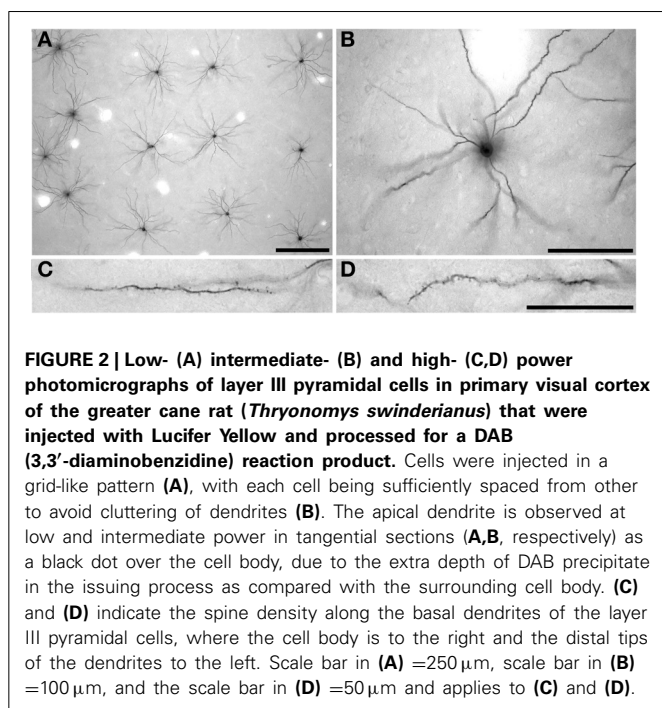 A
B
C
D
FIGURE 2 | Low- (A) intermediate- (B) and high- (C,D) power
photomicrographs of layer III pyramidal cells in primary visual cortex
of the greater cane rat (Thryonomys swinderianus) that were
injected with Lucifer Yellow and processed for a DAB
(3,3′-diaminobenzidine) reaction product. Cells were injected in a
grid-like pattern (A), with each cell being sufficiently spaced from other
to avoid cluttering of dendrites (B). The apical dendrite is observed at
low and intermediate power in tangential sections (A,B, respectively) as
a black dot over the cell body, due to the extra depth of DAB precipitate
in the issuing process as compared with the surrounding cell body. (C)
and (D) indicate the spine density along the basal dendrites of the layer
III pyramidal cells, where the cell body is to the right and the distal tips
of the dendrites to the left. Scale bar in (A) =250 μm, scale bar in (B)
=100 μm, and the scale bar in (D) =50 μm and applies to (C) and (D).